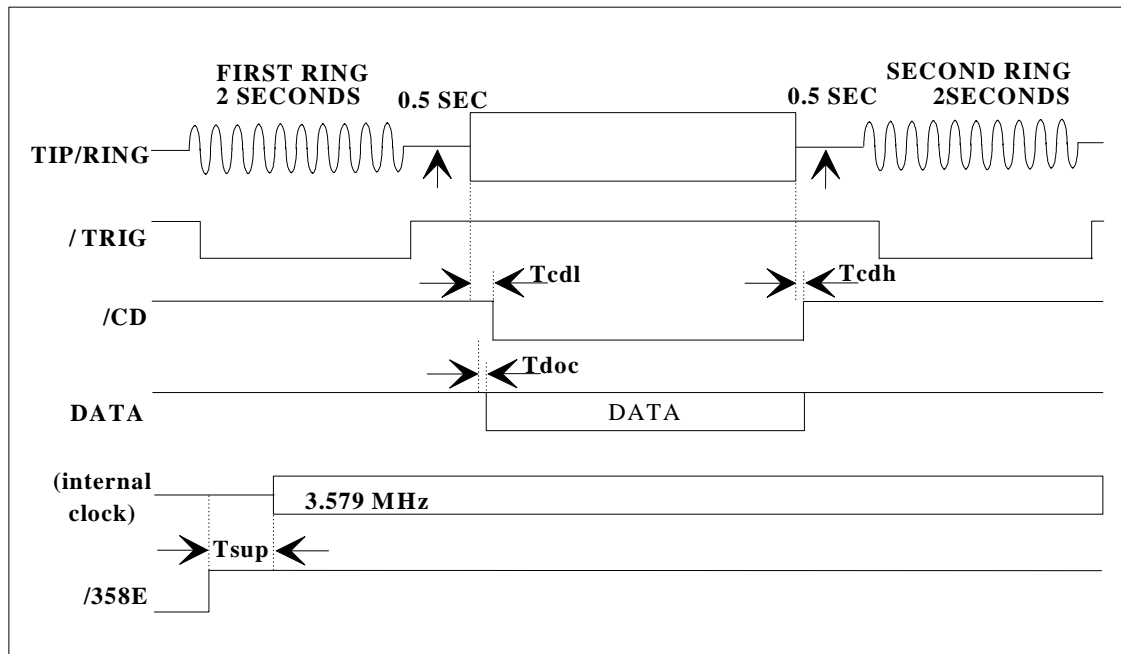 FIRST RING
2 SECONDS
0.5 SEC
0.5 SEC
SECOND RING
2SECONDS
TIP/RING
/ TRIG
Tcdl
Tcdh
/CD
Tdoc
DATA
DATA
(internal
clock)
3.579 MHz
Tsup
/358E